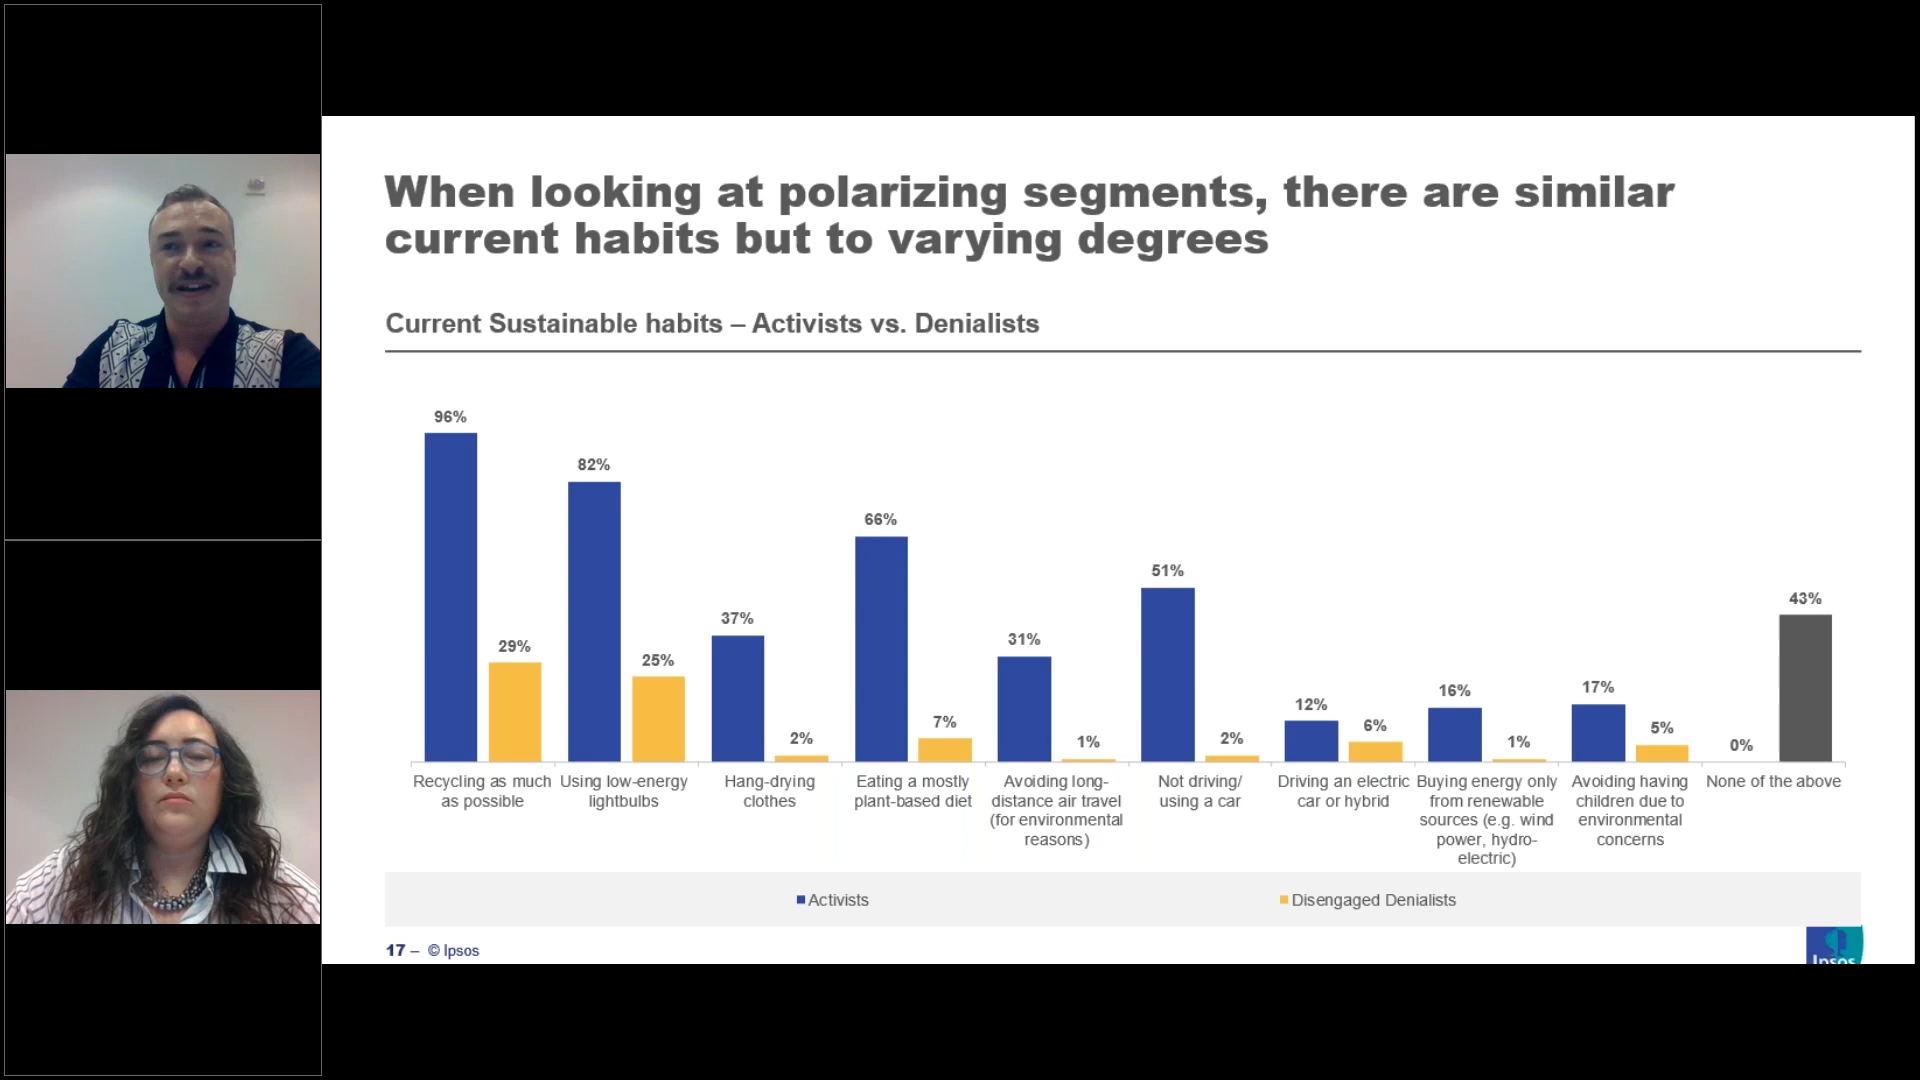 When looking at polarizing segments, there are similar
current habits but to varying degrees
Current Sustainable habits – Activists vs. Denialists
96%
29%
82%
25%
37%
2%
66%
7%
31%
1%
51%
2%
12%
6%
16%
1%
17%
5%
0%
43%
Recycling as much
as possible
Using low-energy
lightbulbs
Hang-drying
clothes
Eating a mostly
plant-based diet
Avoiding long-
distance air travel
(for environmental
reasons)
Not driving/
using a car
Driving an electric
car or hybrid
Buying energy only
from renewable
sources (e.g. wind
power, hydro-
electric)
Avoiding having
children due to
environmental
concerns
None of the above
Activists
Disengaged Denialists
17 – © Ipsos
Ipsos